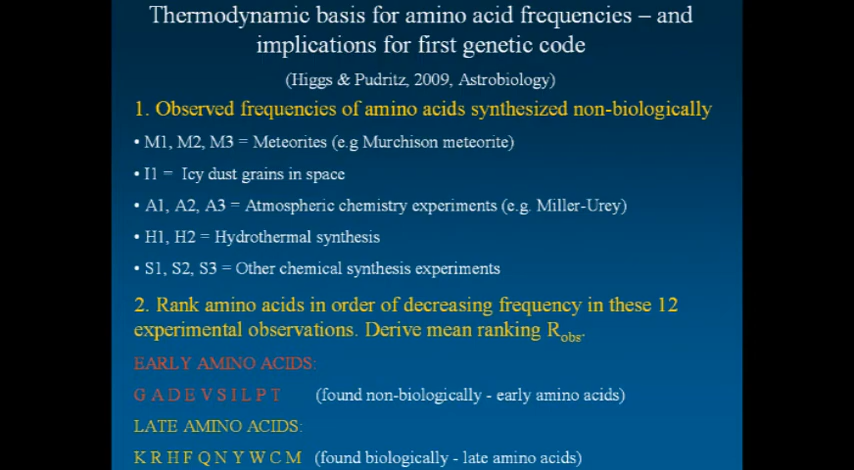 Thermodynamic basis for amino acid frequencies – and
implications for first genetic code
(Higgs & Pudritz, 2009, Astrobiology)
1. Observed frequencies of amino acids synthesized non-biologically
• M1, M2, M3 = Meteorites (e.g Murchison meteorite)
• I1 = Icy dust grains in space
• A1, A2, A3 = Atmospheric chemistry experiments (e.g. Miller-Urey)
• H1, H2 = Hydrothermal synthesis
• S1, S2, S3 = Other chemical synthesis experiments
2. Rank amino acids in order of decreasing frequency in these 12
experimental observations. Derive mean ranking Robs.
EARLY AMINO ACIDS:
G A D E V S I L P T (found non-biologically - early amino acids)
LATE AMINO ACIDS:
K R H F Q N Y W C M (found biologically - late amino acids)